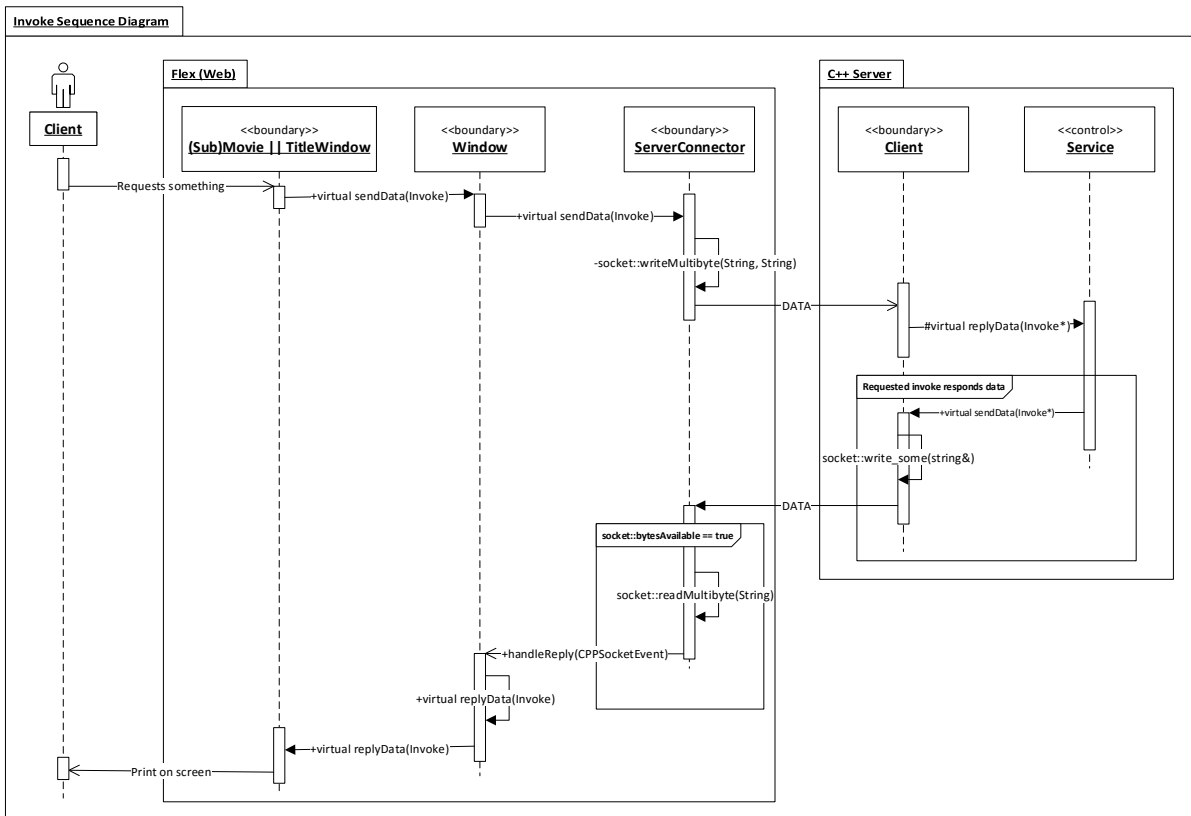 Invoke Sequence Diagram
Flex (Web)
C++ Server
Client
<<boundary>>
(Sub)Movie || TitleWindow
<<boundary>>
Window
<<boundary>>
ServerConnector
<<boundary>>
Client
<<control>>
Service
Requests something
+virtual sendData(Invoke)
+virtual sendData(Invoke)
-socket::writeMultibyte(String, String)
DATA
#virtual replyData(Invoke*)
Requested invoke responds data
+virtual sendData(Invoke*)
socket::write_some(string&)
DATA
socket::bytesAvailable == true
socket::readMultibyte(String)
+handleReply(CPPSocketEvent)
+virtual replyData(Invoke)
+virtual replyData(Invoke)
Print on screen